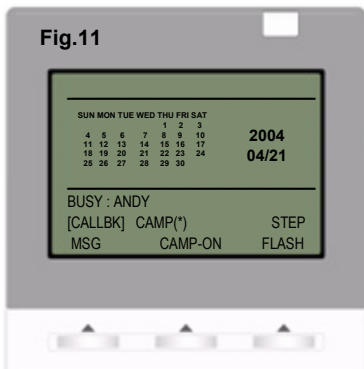 Fig.11
SUN MON TUE WED THU FRI SAT
1 2 3
4 5 6 7 8 9 10
11 12 13 14 15 16 17
18 19 20 21 22 23 24
25 26 27 28 29 30
2004
04/21
BUSY : ANDY
[CALLBK] CAMP(*) STEP
MSG CAMP-ON FLASH